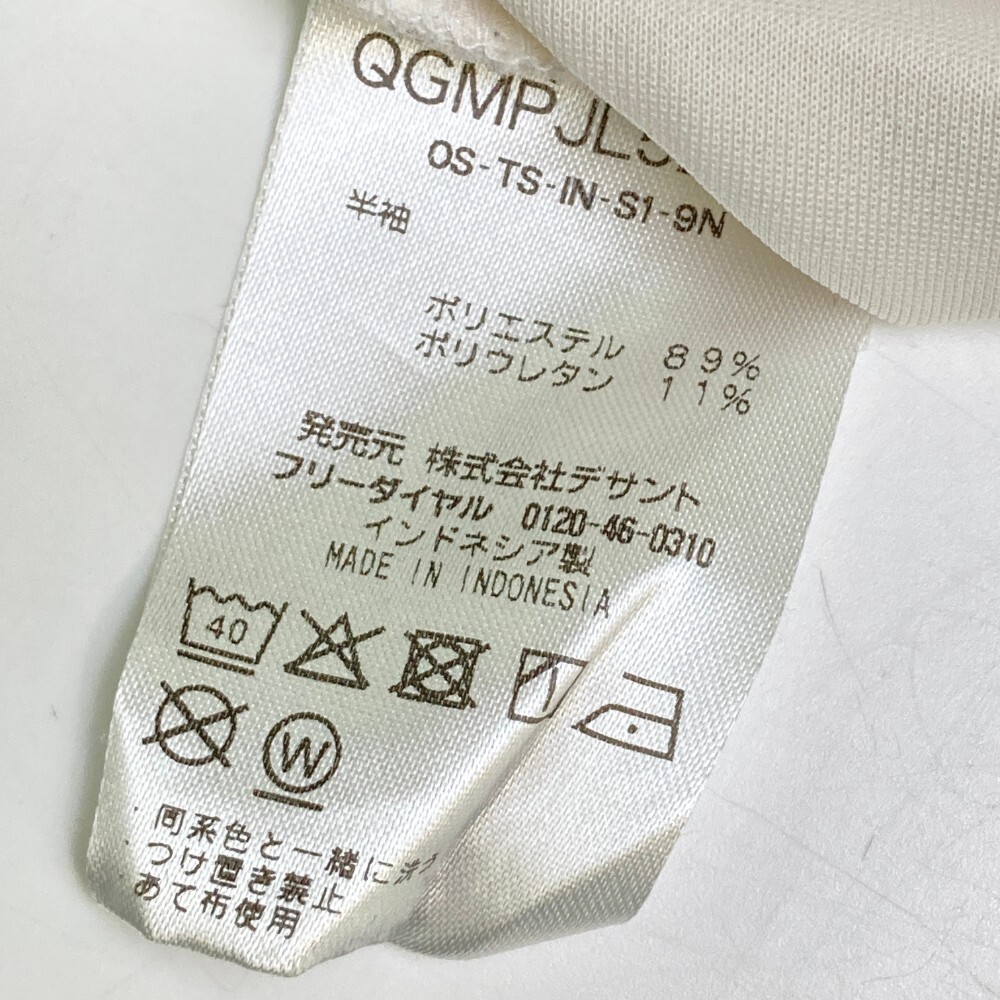 QGMPJL5
OS-TS-IN-S1-9N
半袖
ポリエステル 89%
ポリウレタン 11%
発売元 株式会社デサント
フリーダイヤル 0120-46-0310
インドネシア製
MADE IN INDONESIA
40
W
同系色と一緒に洗う
つけ置き禁止
あて布使用